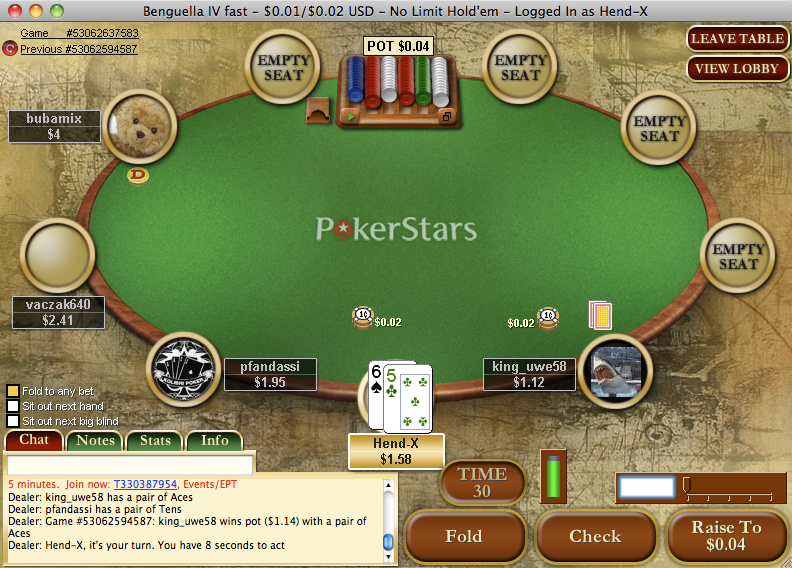 Benguella IV fast - $0.01/$0.02 USD - No Limit Hold'em - Logged In as Hend-X
Game #53062637583
Previous #53062594587
POT $0.04
LEAVE TABLE
VIEW LOBBY
EMPTY SEAT
EMPTY SEAT
EMPTY SEAT
EMPTY SEAT
bubamix
$4
D
PokerStars
vaczak640
$2.41
1¢
$0.02
$0.02
1¢
KOLIBRI POKER
pfandassi
$1.95
6
5
king_uwe58
$1.12
Hend-X
$1.58
Fold to any bet
Sit out next hand
Sit out next big blind
Chat
Notes
Stats
Info
5 minutes. Join now: T330387954, Events/EPT
Dealer: king_uwe58 has a pair of Aces
Dealer: pfandassi has a pair of Tens
Dealer: Game #53062594587: king_uwe58 wins pot ($1.14) with a pair of
Aces
Dealer: Hend-X, it's your turn. You have 8 seconds to act
TIME
30
Fold
Check
Raise To
$0.04